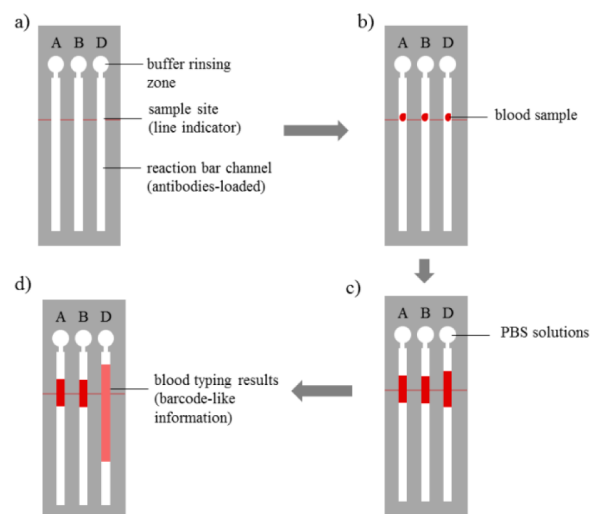 a)
A B D
buffer rinsing
zone
sample site
(line indicator)
reaction bar channel
(antibodies-loaded)
b)
A B D
blood sample
c)
A B D
PBS solutions
d)
A B D
blood typing results
(barcode-like
information)